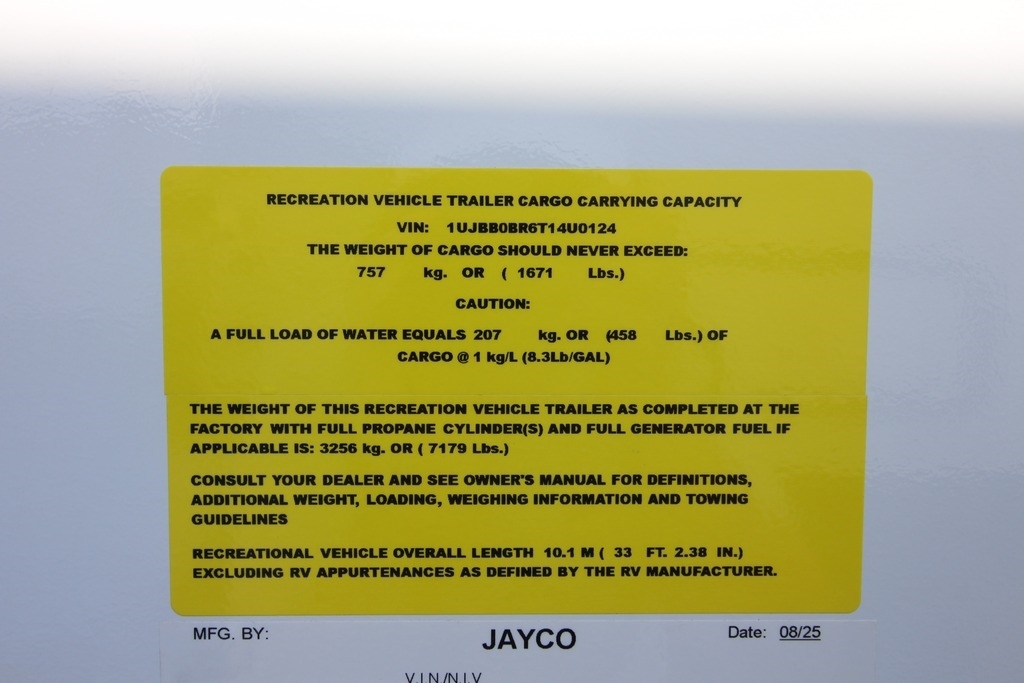 RECREATION VEHICLE TRAILER CARGO CARRYING CAPACITY
VIN: 1UJBB0BR6T14U0124
THE WEIGHT OF CARGO SHOULD NEVER EXCEED:
757 kg. OR ( 1671 Lbs.)
CAUTION:
A FULL LOAD OF WATER EQUALS 207 kg. OR (458 Lbs.) OF
CARGO @ 1 kg/L (8.3Lb/GAL)
THE WEIGHT OF THIS RECREATION VEHICLE TRAILER AS COMPLETED AT THE
FACTORY WITH FULL PROPANE CYLINDER(S) AND FULL GENERATOR FUEL IF
APPLICABLE IS: 3256 kg. OR ( 7179 Lbs.)
CONSULT YOUR DEALER AND SEE OWNER'S MANUAL FOR DEFINITIONS,
ADDITIONAL WEIGHT, LOADING, WEIGHING INFORMATION AND TOWING
GUIDELINES
RECREATIONAL VEHICLE OVERALL LENGTH 10.1 M ( 33 FT. 2.38 IN.)
EXCLUDING RV APPURTENANCES AS DEFINED BY THE RV MANUFACTURER.
MFG. BY: JAYCO Date: 08/25
V.I.N./N.I.V